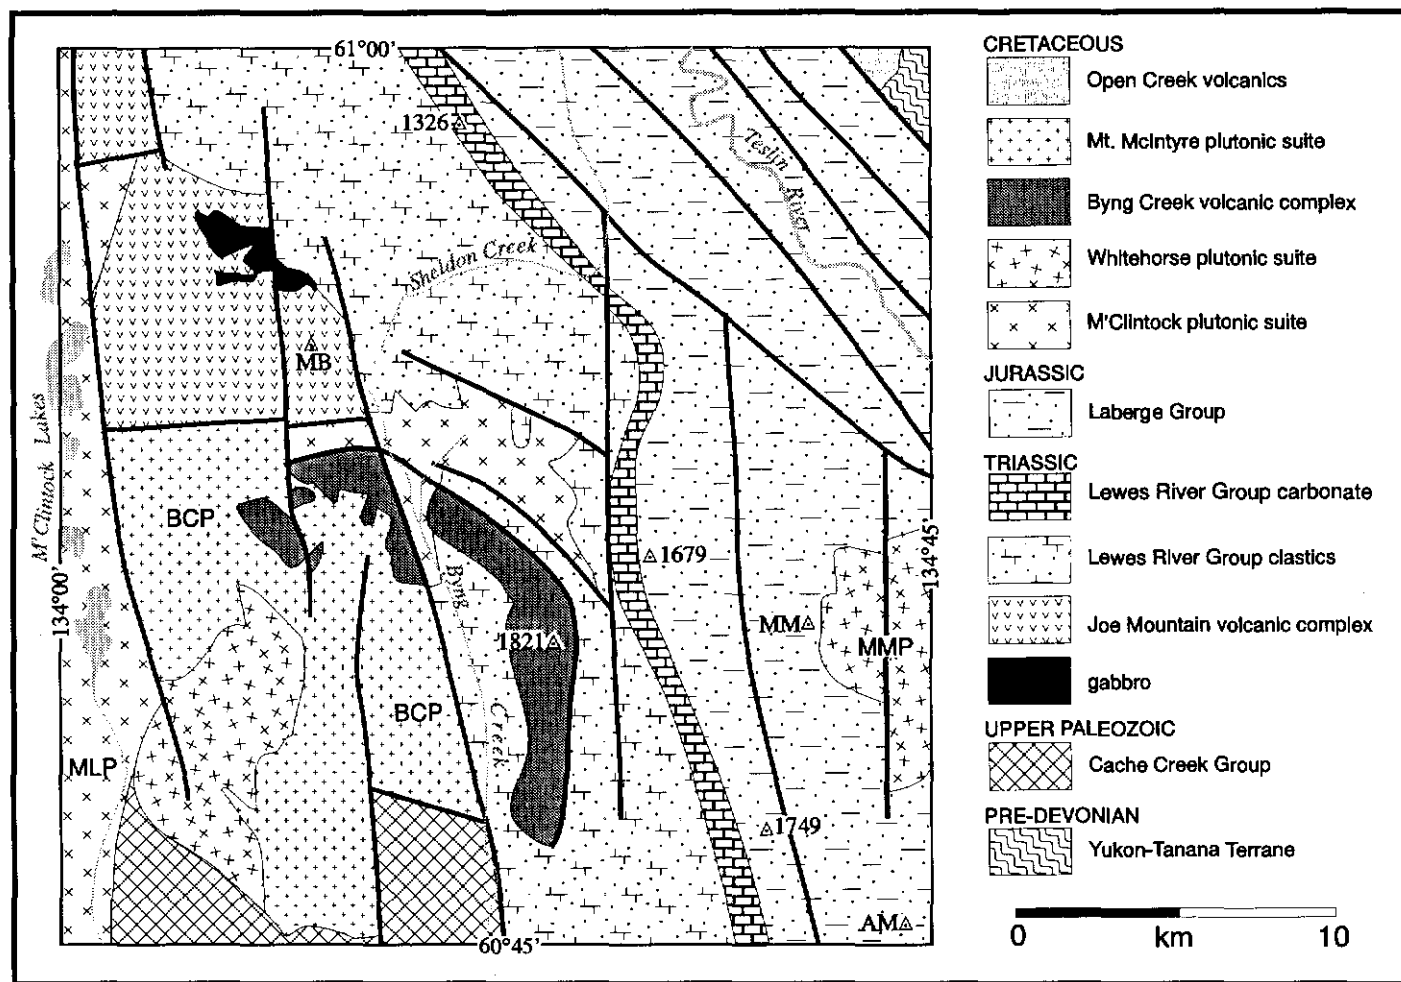 61°00'
1326
Teslin
River
Sheldon Creek
MB
M'Clintock Lakes
BCP
134°00'
Byng
Creek
1679
134°45'
1821
MM
MMP
BCP
MLP
1749
AM
60°45'
CRETACEOUS
Open Creek volcanics
Mt. McIntyre plutonic suite
Byng Creek volcanic complex
Whitehorse plutonic suite
M'Clintock plutonic suite
JURASSIC
Laberge Group
TRIASSIC
Lewes River Group carbonate
Lewes River Group clastics
Joe Mountain volcanic complex
gabbro
UPPER PALEOZOIC
Cache Creek Group
PRE-DEVONIAN
Yukon-Tanana Terrane
0 km 10